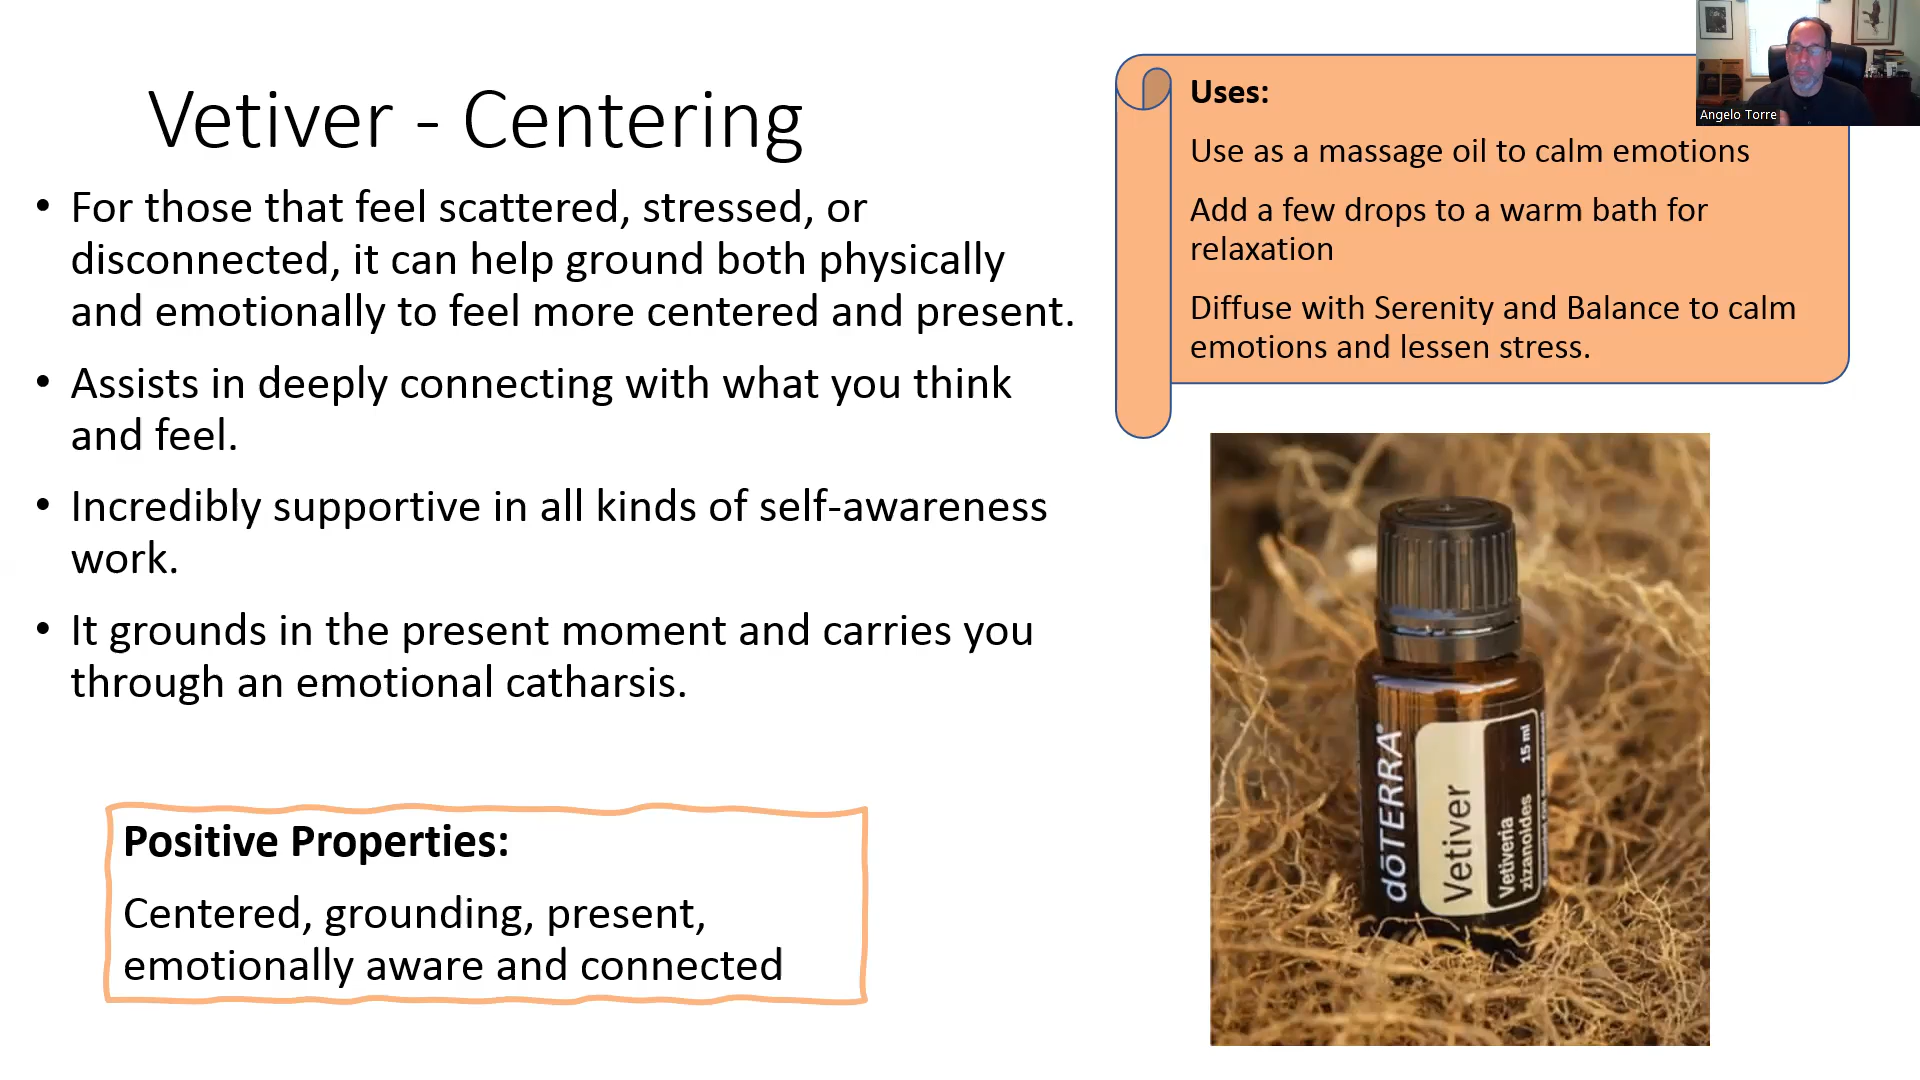 Vetiver - Centering
• For those that feel scattered, stressed, or
disconnected, it can help ground both physically
and emotionally to feel more centered and present.
• Assists in deeply connecting with what you think
and feel.
• Incredibly supportive in all kinds of self-awareness
work.
• It grounds in the present moment and carries you
through an emotional catharsis.
Positive Properties:
Centered, grounding, present,
emotionally aware and connected
Uses:
Use as a massage oil to calm emotions
Add a few drops to a warm bath for
relaxation
Diffuse with Serenity and Balance to calm
emotions and lessen stress.
Angelo Torre
dōTERRA®
Vetiver
Vetiveria
zizanoides 15 ml